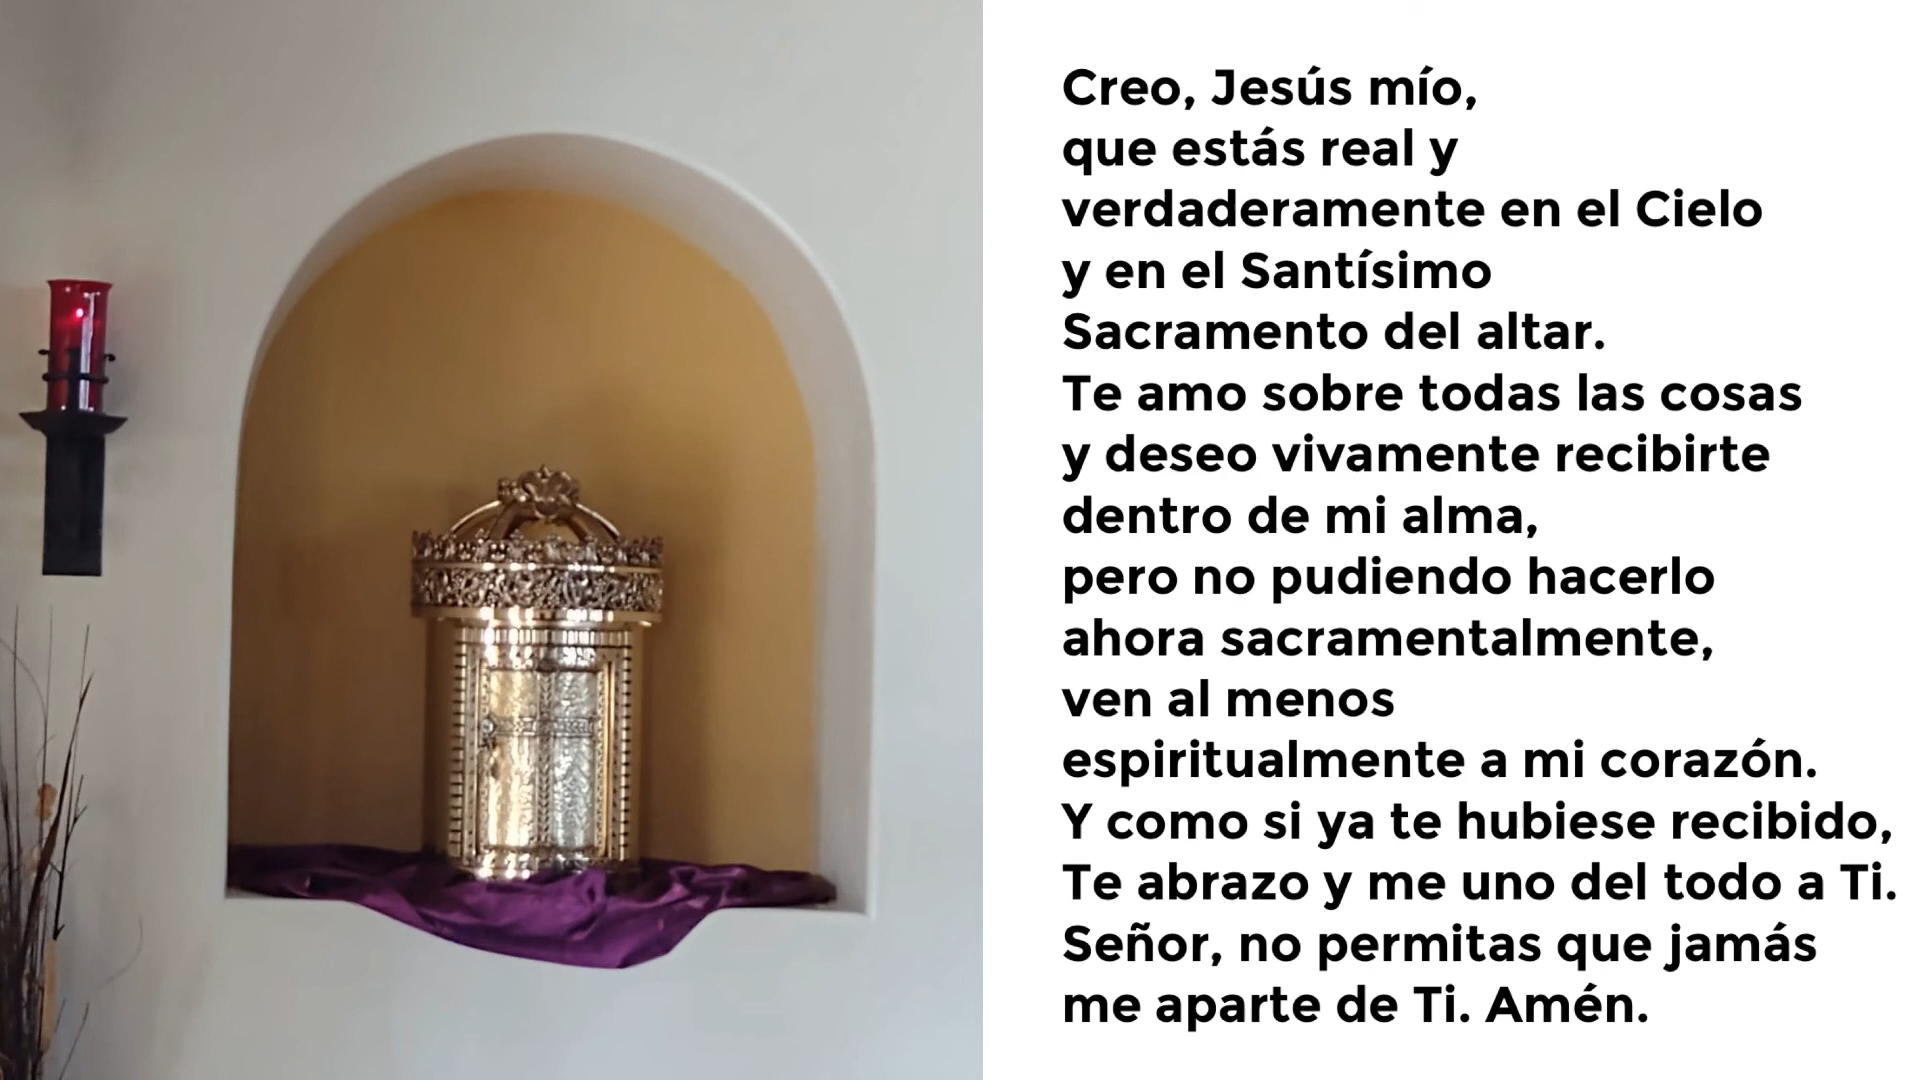 Creo, Jesús mío,
que estás real y
verdaderamente en el Cielo
y en el Santísimo
Sacramento del altar.
Te amo sobre todas las cosas
y deseo vivamente recibirte
dentro de mi alma,
pero no pudiendo hacerlo
ahora sacramentalmente,
ven al menos
espiritualmente a mi corazón.
Y como si ya te hubiese recibido,
Te abrazo y me uno del todo a Ti.
Señor, no permitas que jamás
me aparte de Ti. Amén.